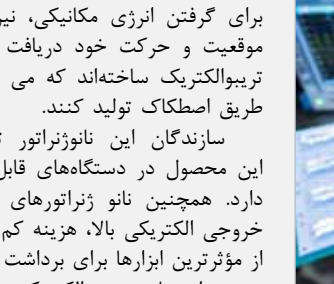 برای گرفتن انرژی مکانیکی، نیر
موقعیت و حرکت خود دریافت
تریبوالکتریک ساخته‌اند که می
طریق اصطکاک تولید کنند.
سازندگان این نانوژنراتور ت
این محصول در دستگاه‌های قابل
دارد. همچنین نانو ژنراتورهای
خروجی الکتریکی بالا، هزینه کم
از مؤثرترین ابزارها برای برداشت